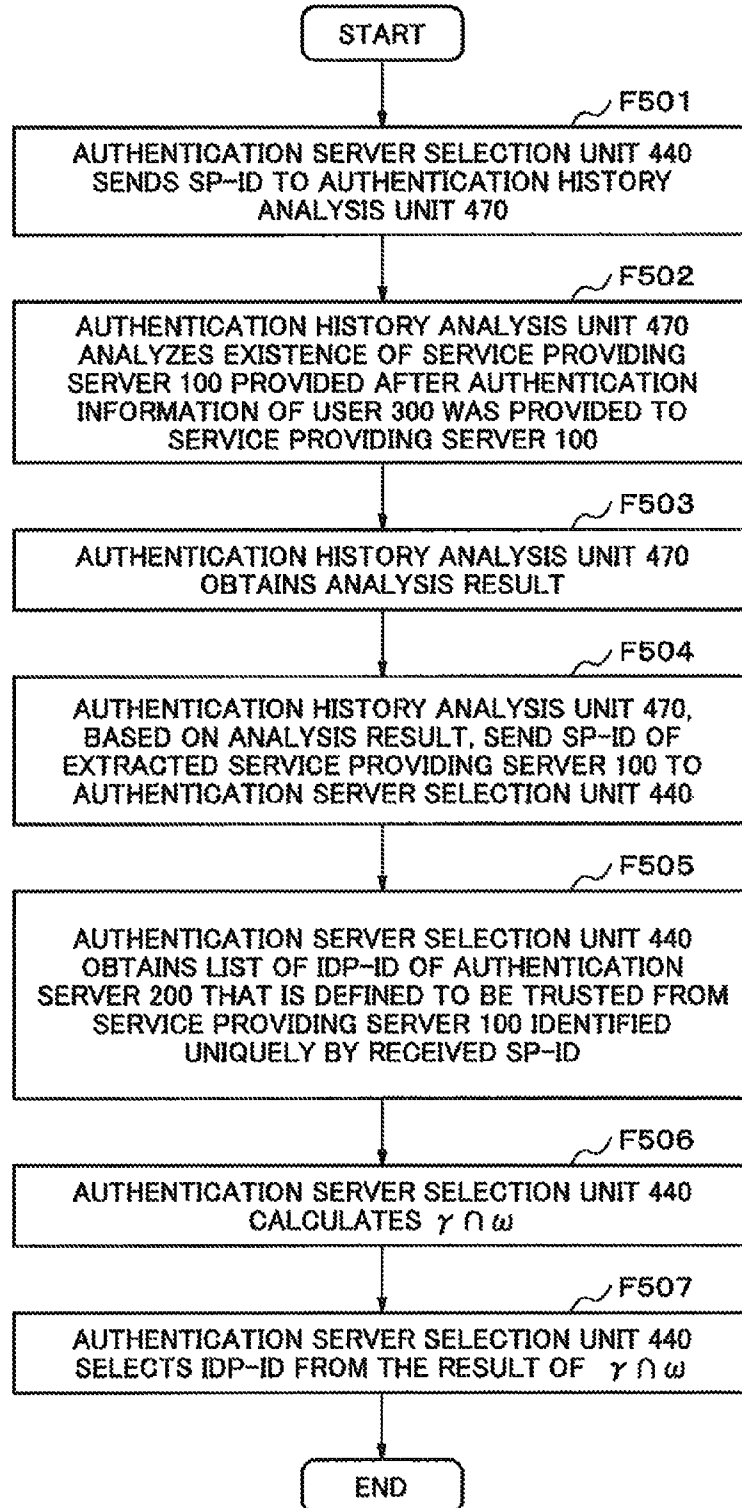 START
F501
AUTHENTICATION SERVER SELECTION UNIT 440
SENDS SP-ID TO AUTHENTICATION HISTORY
ANALYSIS UNIT 470
F502
AUTHENTICATION HISTORY ANALYSIS UNIT 470
ANALYZES EXISTENCE OF SERVICE PROVIDING
SERVER 100 PROVIDED AFTER AUTHENTICATION
INFORMATION OF USER 300 WAS PROVIDED TO
SERVICE PROVIDING SERVER 100
F503
AUTHENTICATION HISTORY ANALYSIS UNIT 470
OBTAINS ANALYSIS RESULT
F504
AUTHENTICATION HISTORY ANALYSIS UNIT 470,
BASED ON ANALYSIS RESULT, SEND SP-ID OF
EXTRACTED SERVICE PROVIDING SERVER 100 TO
AUTHENTICATION SERVER SELECTION UNIT 440
F505
AUTHENTICATION SERVER SELECTION UNIT 440
OBTAINS LIST OF IDP-ID OF AUTHENTICATION
SERVER 200 THAT IS DEFINED TO BE TRUSTED FROM
SERVICE PROVIDING SERVER 100 IDENTIFIED
UNIQUELY BY RECEIVED SP-ID
F506
AUTHENTICATION SERVER SELECTION UNIT 440
CALCULATES γ ∩ ω
F507
AUTHENTICATION SERVER SELECTION UNIT 440
SELECTS IDP-ID FROM THE RESULT OF γ ∩ ω
END